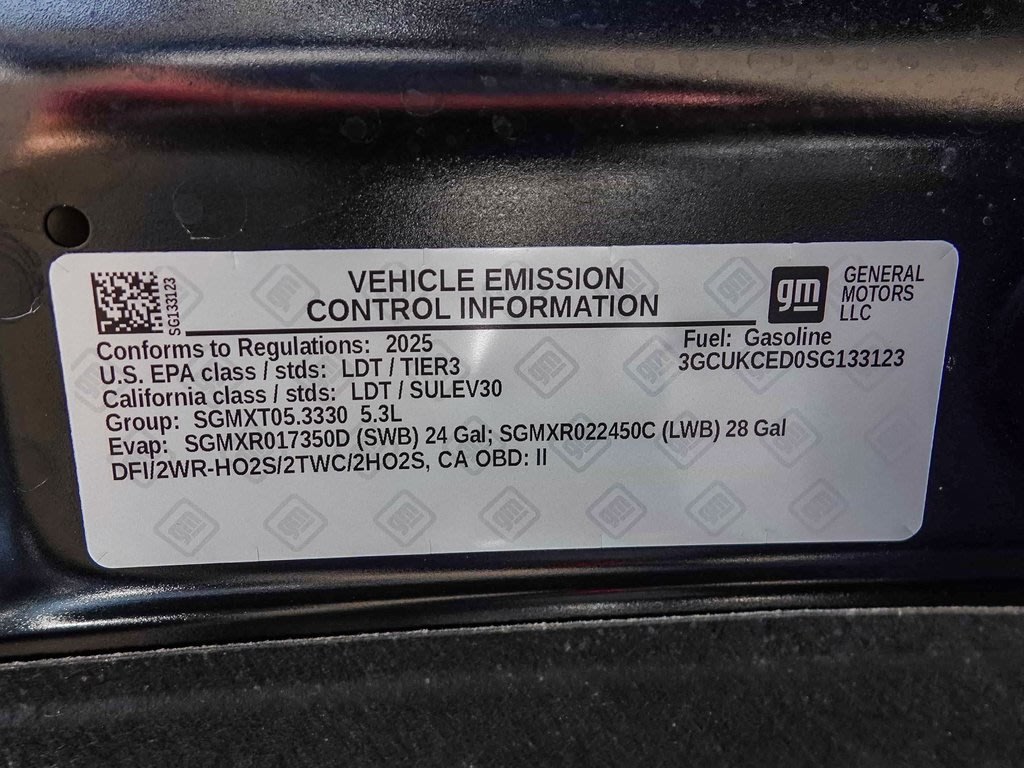 VEHICLE EMISSION
CONTROL INFORMATION
gm
GENERAL
MOTORS
LLC
SG133123
Conforms to Regulations: 2025
Fuel: Gasoline
U.S. EPA class / stds: LDT / TIER3
3GCUKCED0SG133123
California class / stds: LDT / SULEV30
Group: SGMXT05.3330 5.3L
Evap: SGMXR017350D (SWB) 24 Gal; SGMXR022450C (LWB) 28 Gal
DFI/2WR-HO2S/2TWC/2HO2S, CA OBD: II